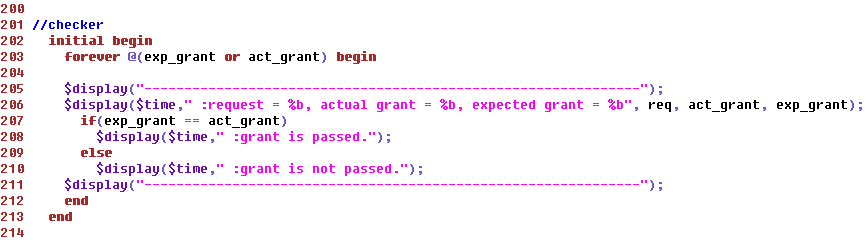 200
201 //checker
202   initial begin
203     forever @(exp_grant or act_grant) begin
204
205     $display("--------------------------------------------------------------");
206     $display($time," :request = %b, actual grant = %b, expected grant = %b", req, act_grant, exp_grant);
207       if(exp_grant == act_grant)
208         $display($time," :grant is passed.");
209       else
210         $display($time," :grant is not passed.");
211     $display("--------------------------------------------------------------");
212     end
213   end
214